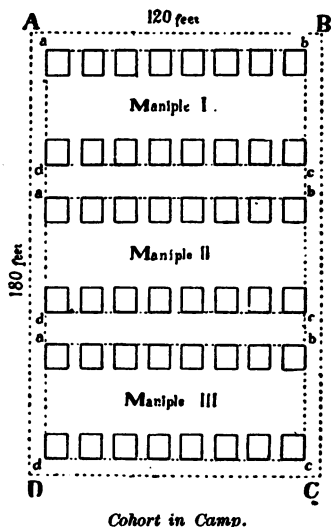 120 feet
A B
a b
Maniple I.
d c
a b
180 feet
Maniple II
d c
a b
Maniple III
d c
D C
Cohort in Camp.